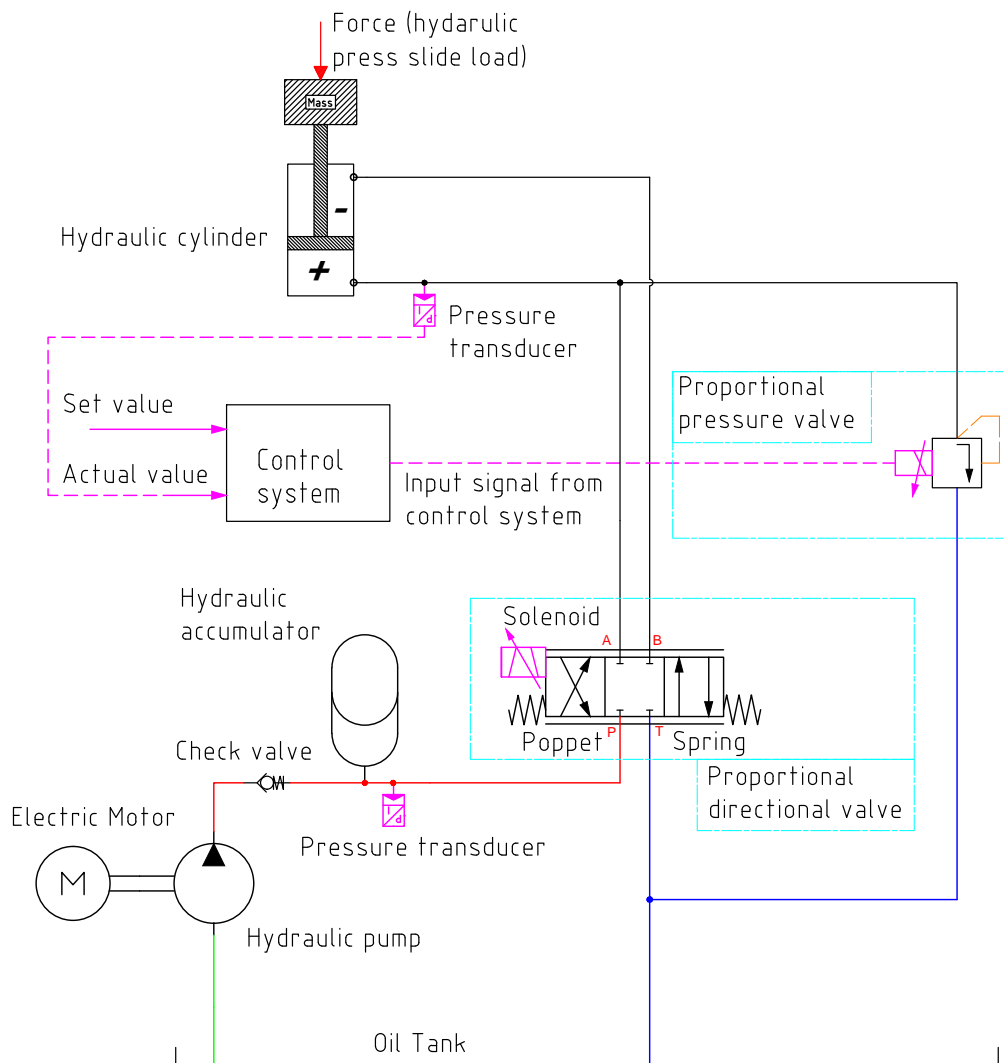 Force (hydarulic
press slide load)
Mass
-
Hydraulic cylinder
+
Pressure
transducer
I
d
Proportional
pressure valve
Set value
Actual value
Control
system
Input signal from
control system
Hydraulic
accumulator
Solenoid
A
B
Poppet
P
T
Spring
Check valve
Proportional
directional valve
I
d
Electric Motor
Pressure transducer
M
Hydraulic pump
Oil Tank